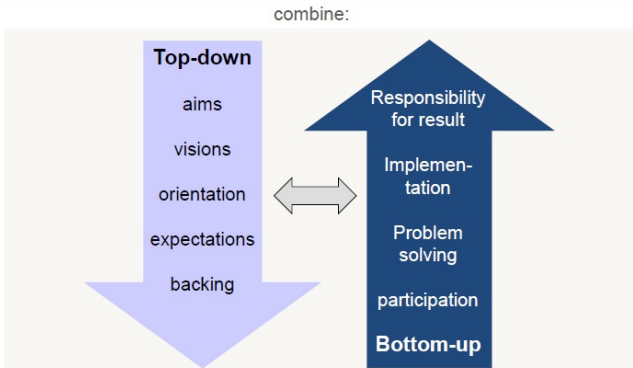 combine:
Top-down
aims
visions
orientation
expectations
backing
Responsibility
for result
Implemen-
tation
Problem
solving
participation
Bottom-up